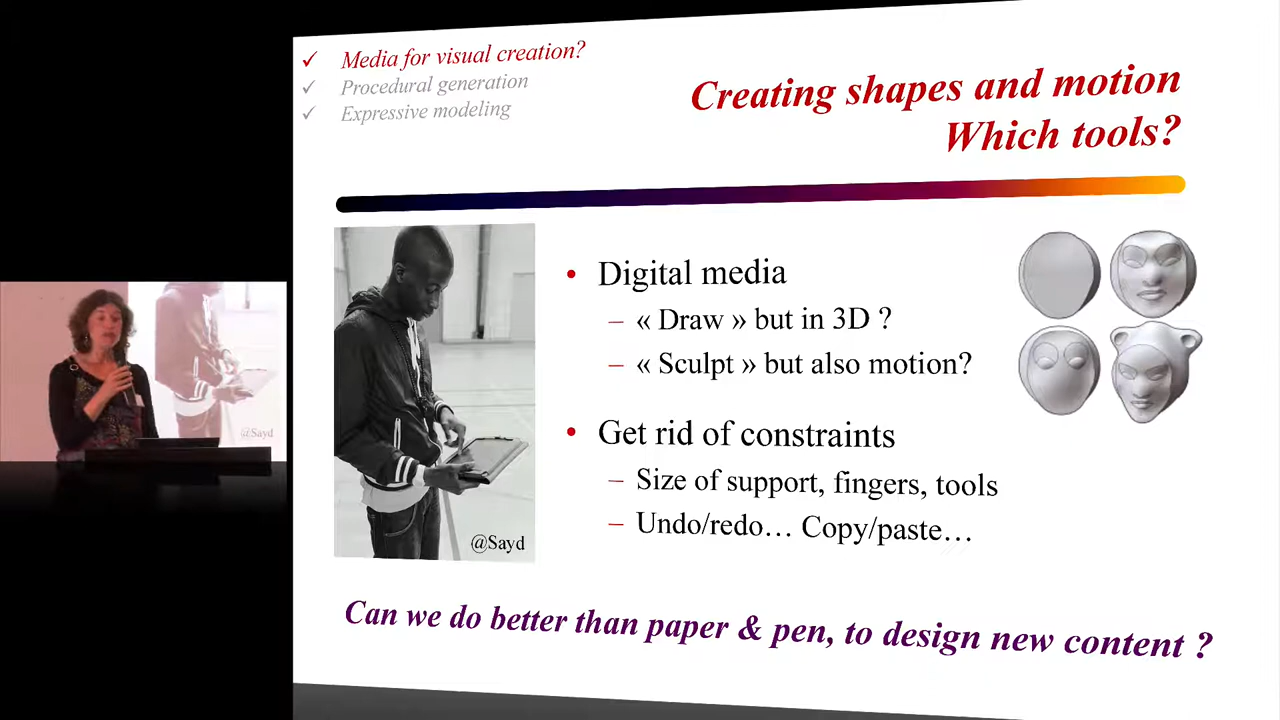 ✓ Media for visual creation?
✓ Procedural generation
✓ Expressive modeling
Creating shapes and motion
Which tools?
• Digital media
– « Draw » but in 3D ?
– « Sculpt » but also motion?
• Get rid of constraints
– Size of support, fingers, tools
– Undo/redo… Copy/paste…
@Sayd
@Sayd
Can we do better than paper & pen, to design new content ?